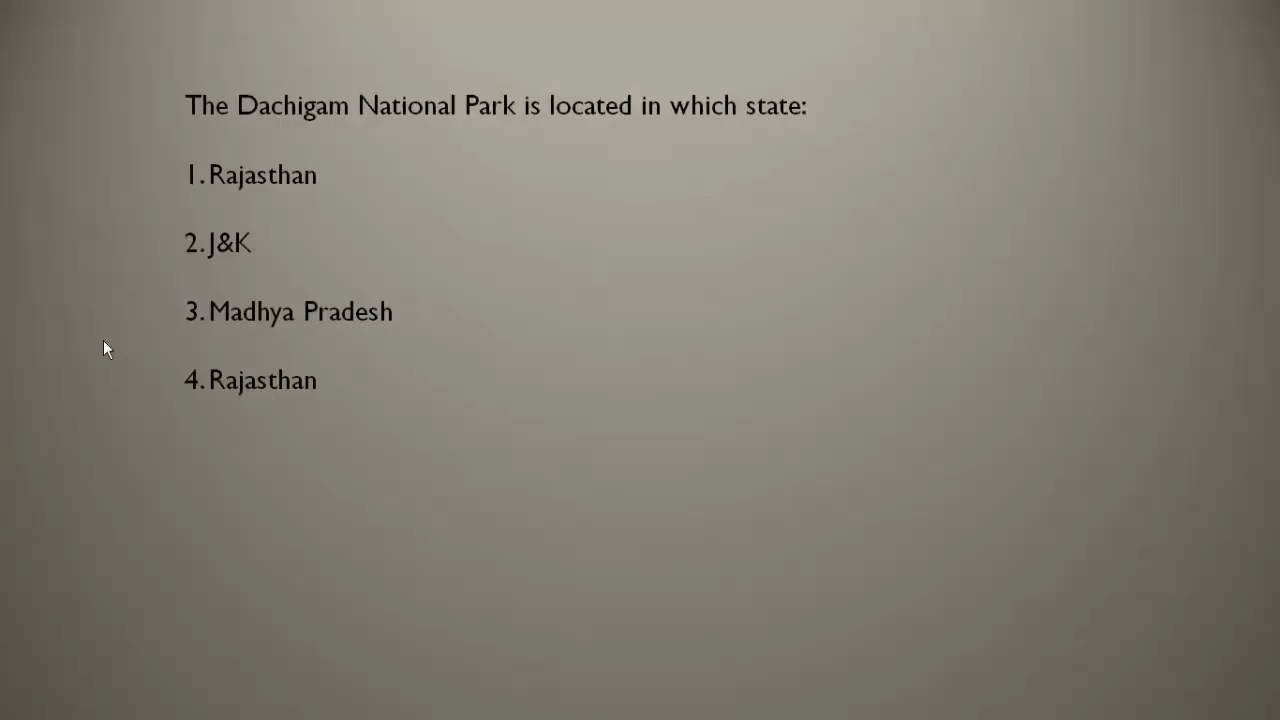 The Dachigam National Park is located in which state:
1. Rajasthan
2. J&K
3. Madhya Pradesh
4. Rajasthan